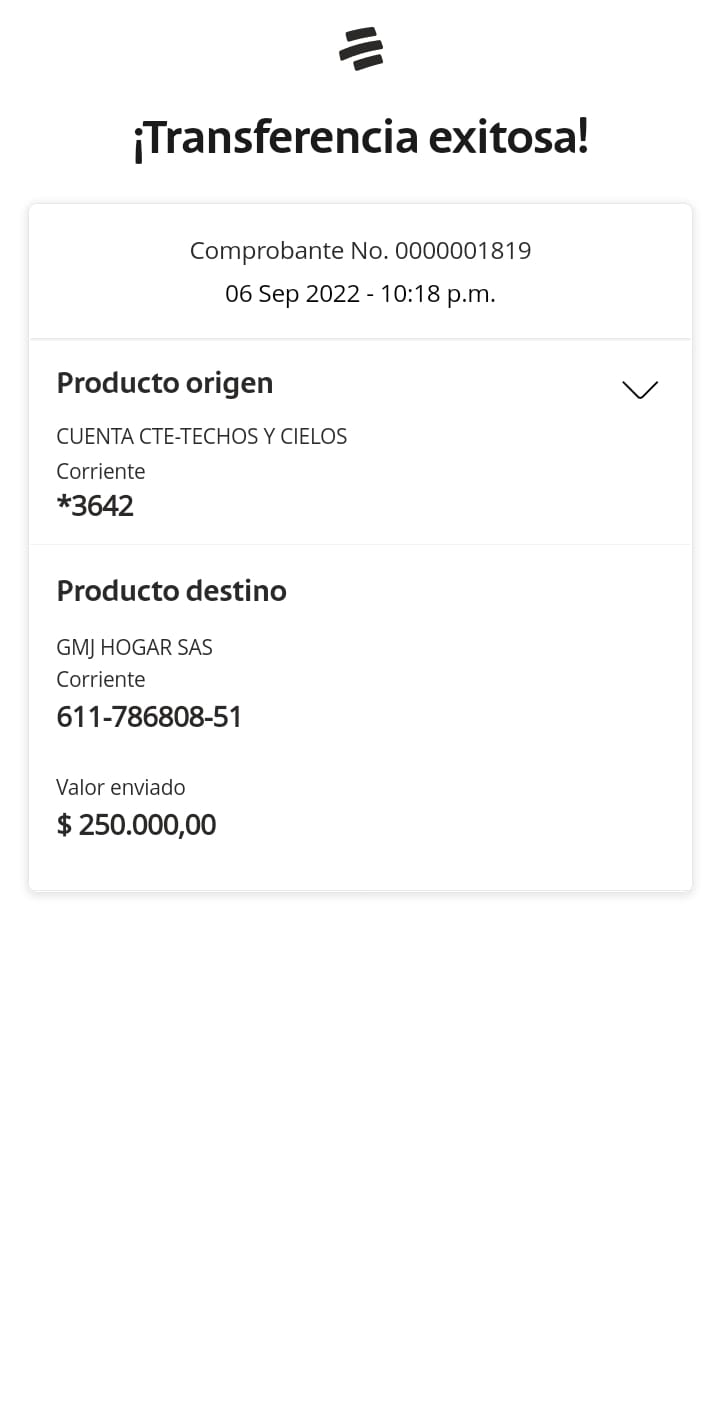 ¡Transferencia exitosa!
Comprobante No. 0000001819
06 Sep 2022 - 10:18 p.m.
Producto origen
CUENTA CTE-TECHOS Y CIELOS
Corriente
*3642
Producto destino
GMJ HOGAR SAS
Corriente
611-786808-51
Valor enviado
$ 250.000,00